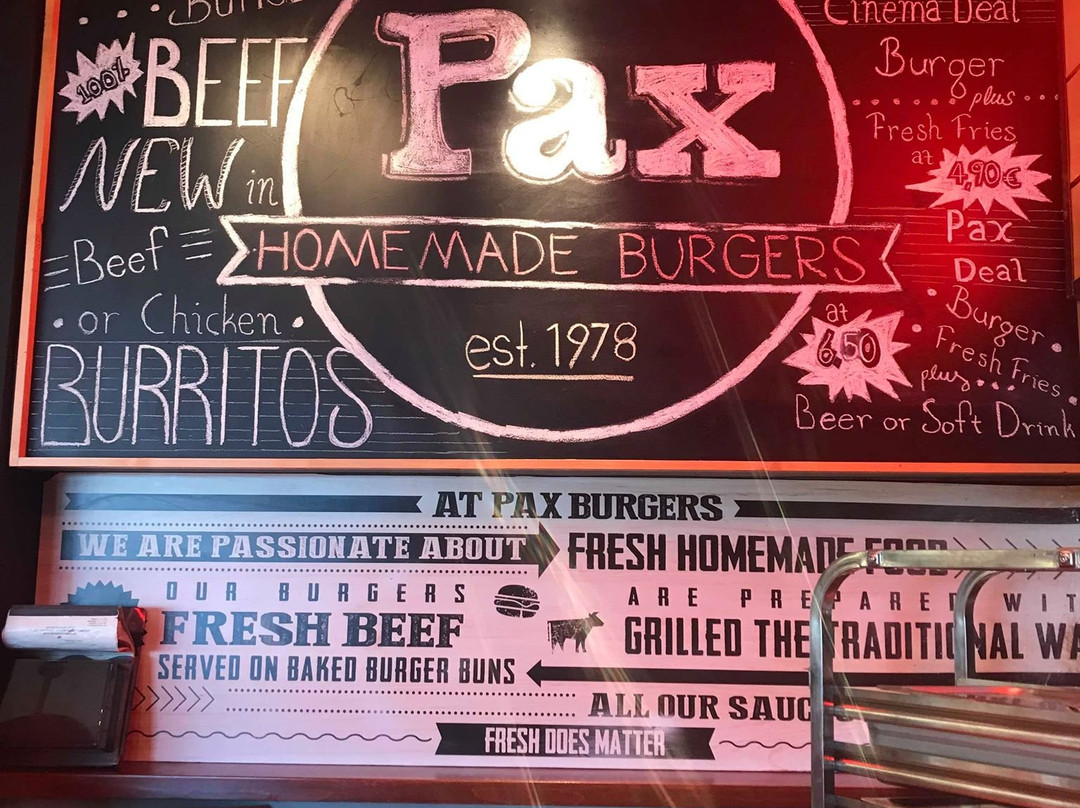 100%
BEEF
NEW in
Beef
or Chicken
BURRITOS
Pax
HOMEMADE BURGERS
est. 1978
Cinema Deal
Burger
plus
Fresh Fries
at
4,90€
Pax
Deal
at
6,50
Burger
Fresh Fries
plus...
Beer or Soft Drink
AT PAX BURGERS
WE ARE PASSIONATE ABOUT
FRESH HOMEMADE FOOD
OUR BURGERS
FRESH BEEF
SERVED ON BAKED BURGER BUNS
ARE PREPARED
GRILLED THE TRADITIONAL
ALL OUR
FRESH DOES MATTER